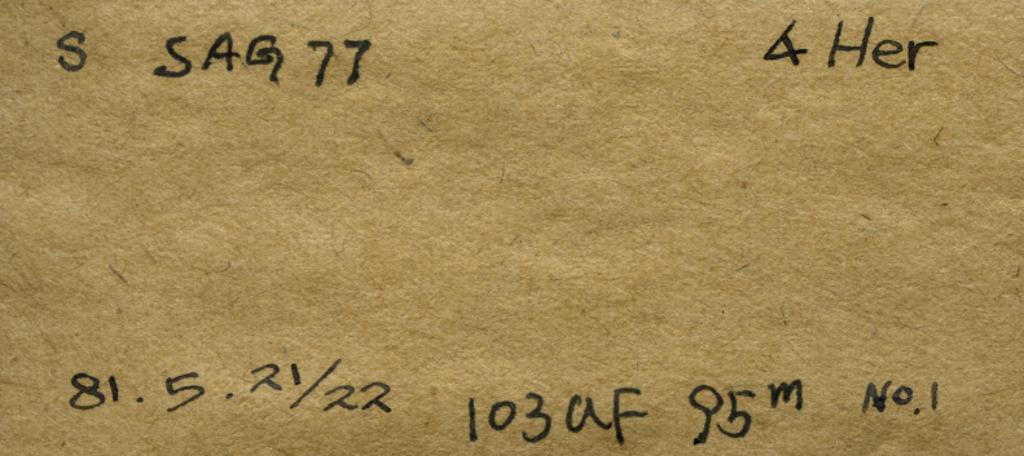 S SAG 77 4 Her
81.5.21/22 103aF 95m No.1